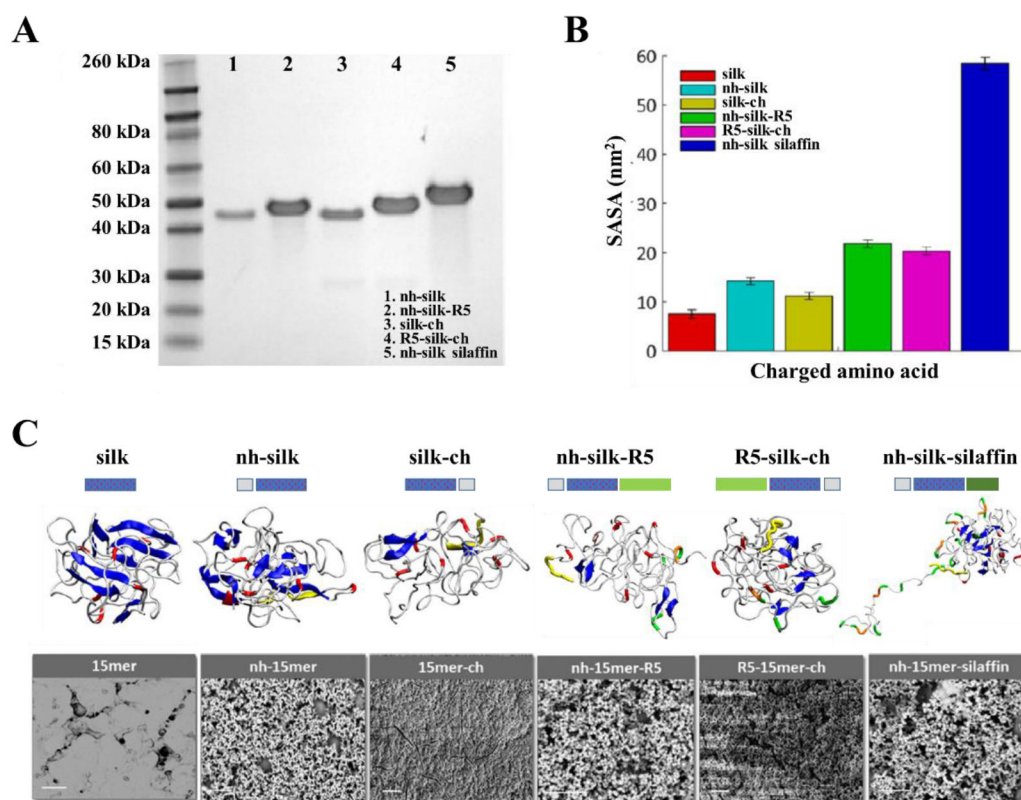 A
260 kDa
80 kDa
60 kDa
50 kDa
40 kDa
30 kDa
20 kDa
15 kDa
1 2 3 4 5
1. nh-silk
2. nh-silk-R5
3. silk-ch
4. R5-silk-ch
5. nh-silk silaffin
B
60
50
40
30
20
10
0
SASA (nm²)
silk
nh-silk
silk-ch
nh-silk-R5
R5-silk-ch
nh-silk silaffin
Charged amino acid
C
silk nh-silk silk-ch nh-silk-R5 R5-silk-ch nh-silk-silaffin
15mer nh-15mer 15mer-ch nh-15mer-R5 R5-15mer-ch nh-15mer-silaffin